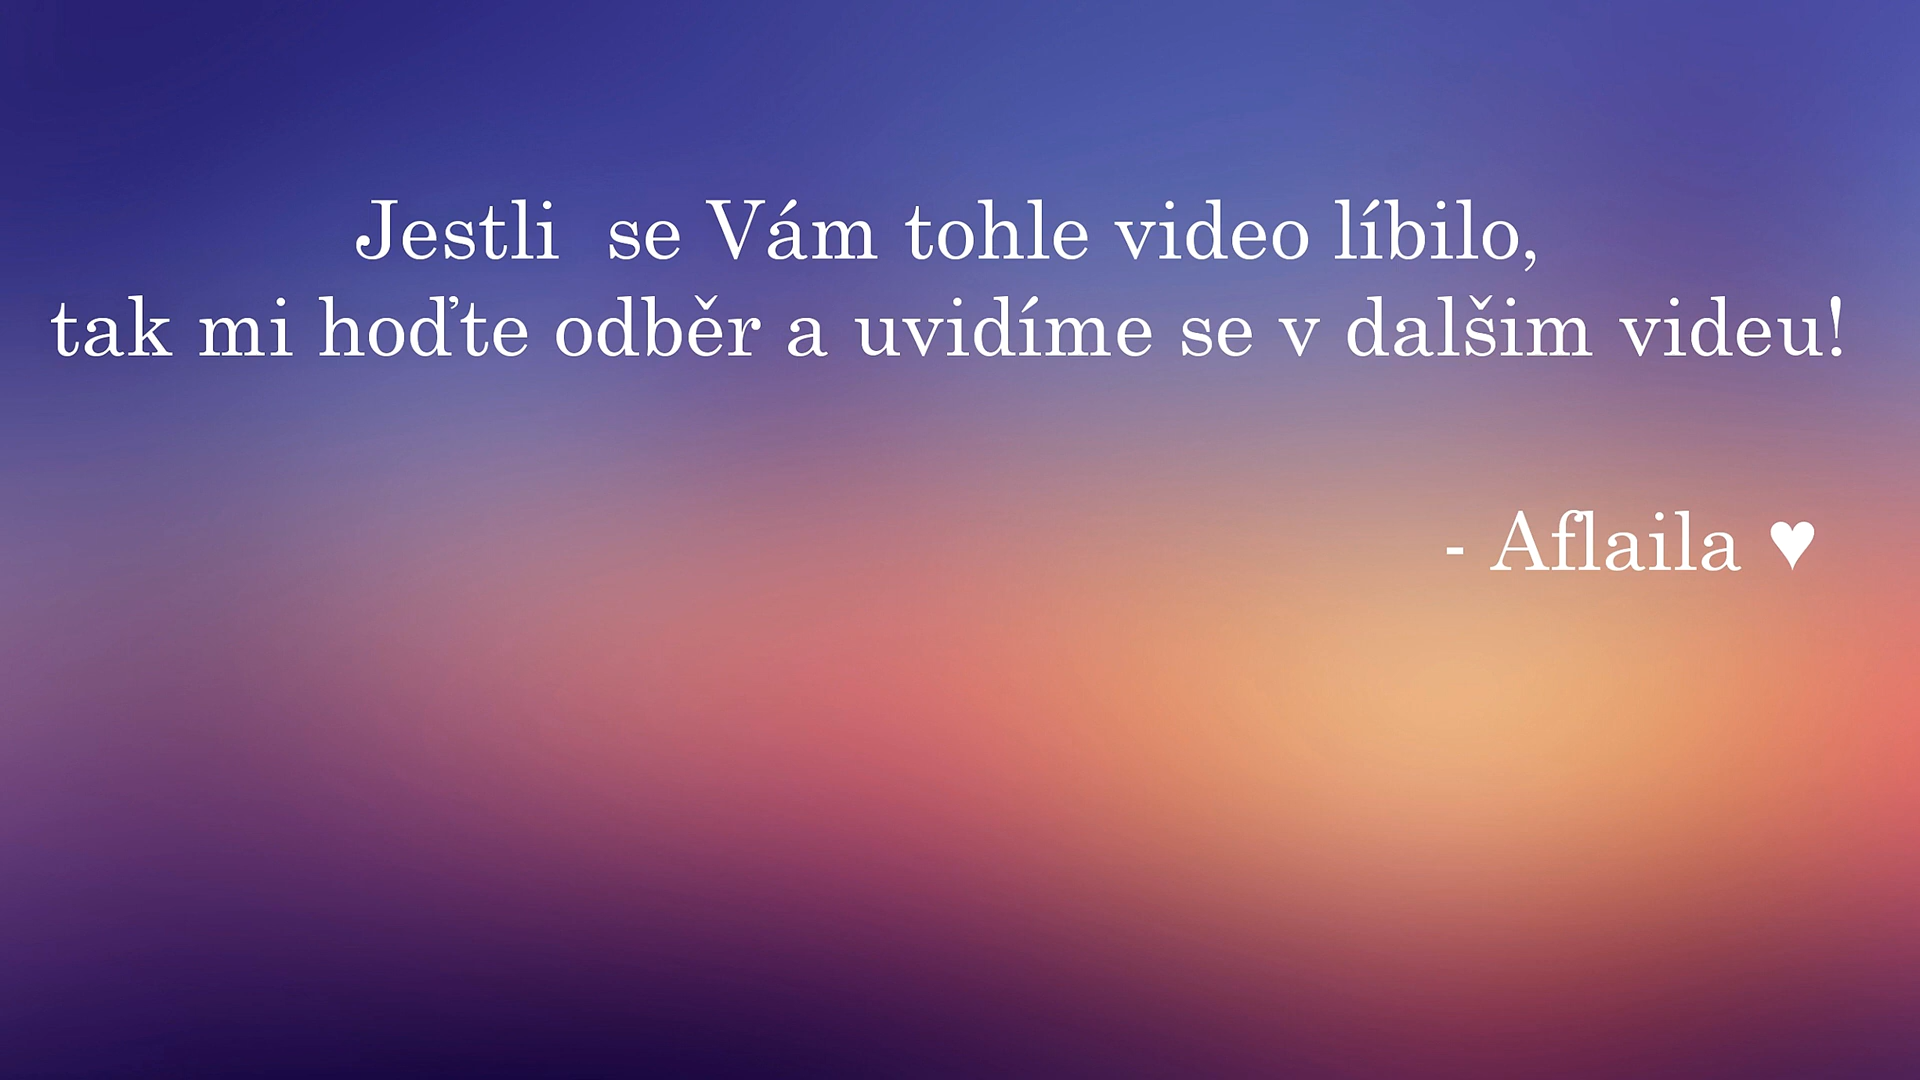 Jestli  se Vám tohle video líbilo,
tak mi hoďte odběr a uvidíme se v dalšim videu!
- Aflaila ♥